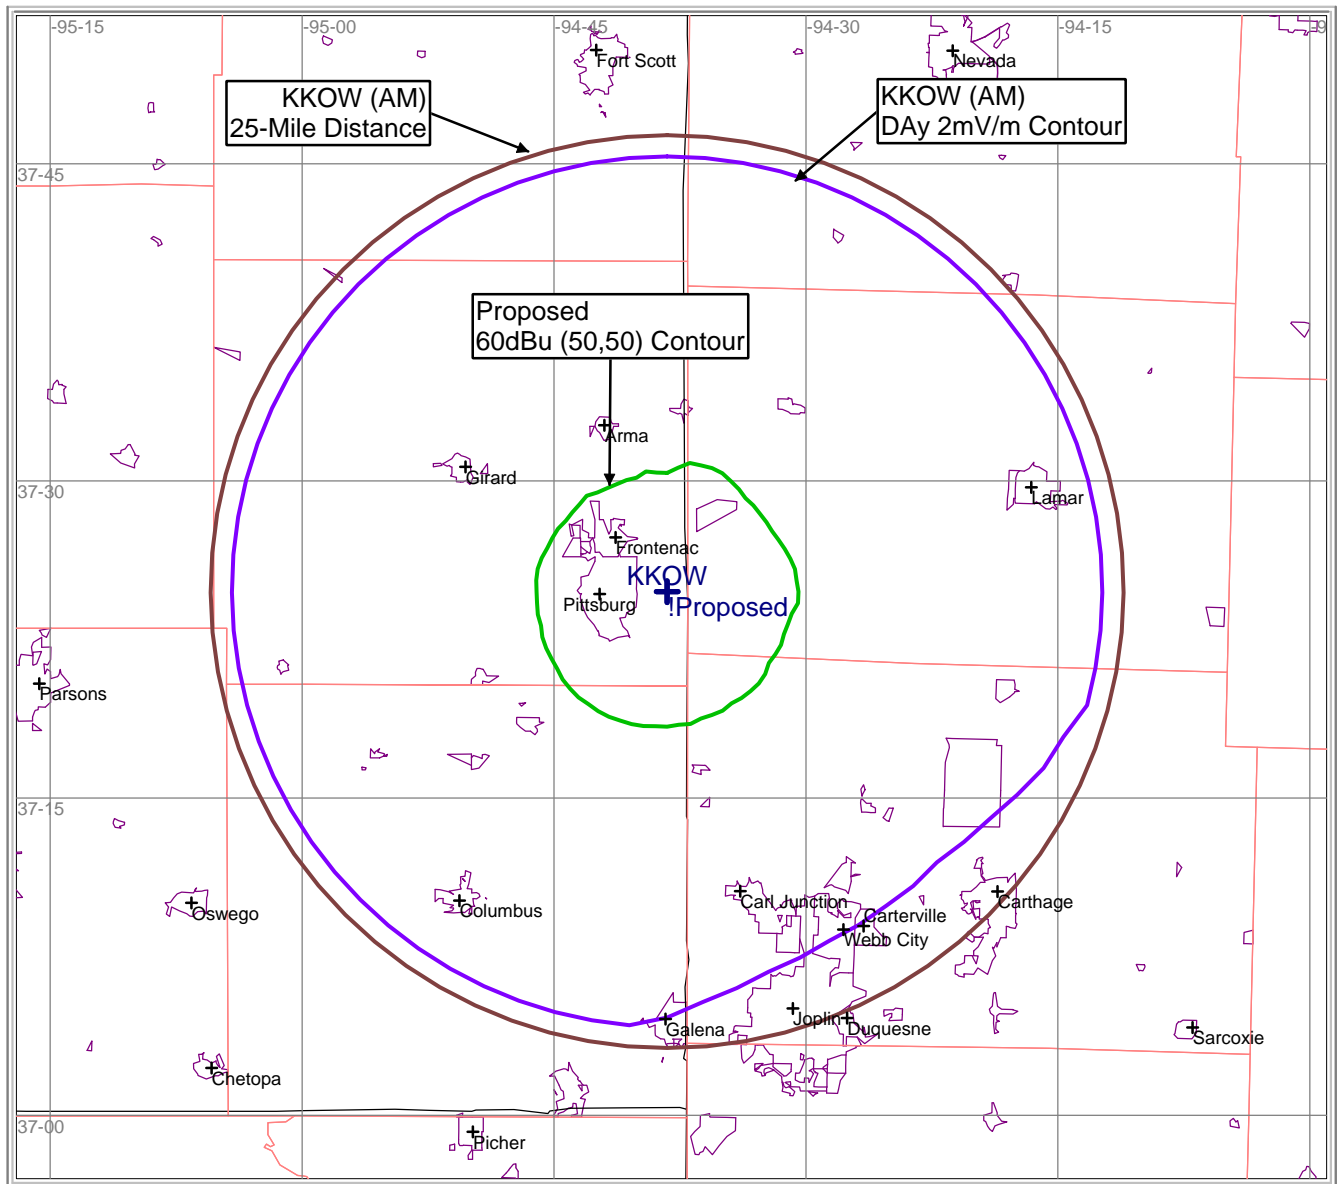 -95-15
-95-00
-94-45
-94-30
-94-15
-9
Fort Scott
Nevada
KKOW (AM)
25-Mile Distance
KKOW (AM)
DAy 2mV/m Contour
37-45
Proposed
60dBu (50,50) Contour
Arma
Girard
37-30
Lamar
Frontenac
KKOW
Pittsburg
!Proposed
Parsons
37-15
Oswego
Columbus
Carl Junction
Carthage
Carterville
Webb City
Galena
Joplin
Duquesne
Sarcoxie
Chetopa
37-00
Picher